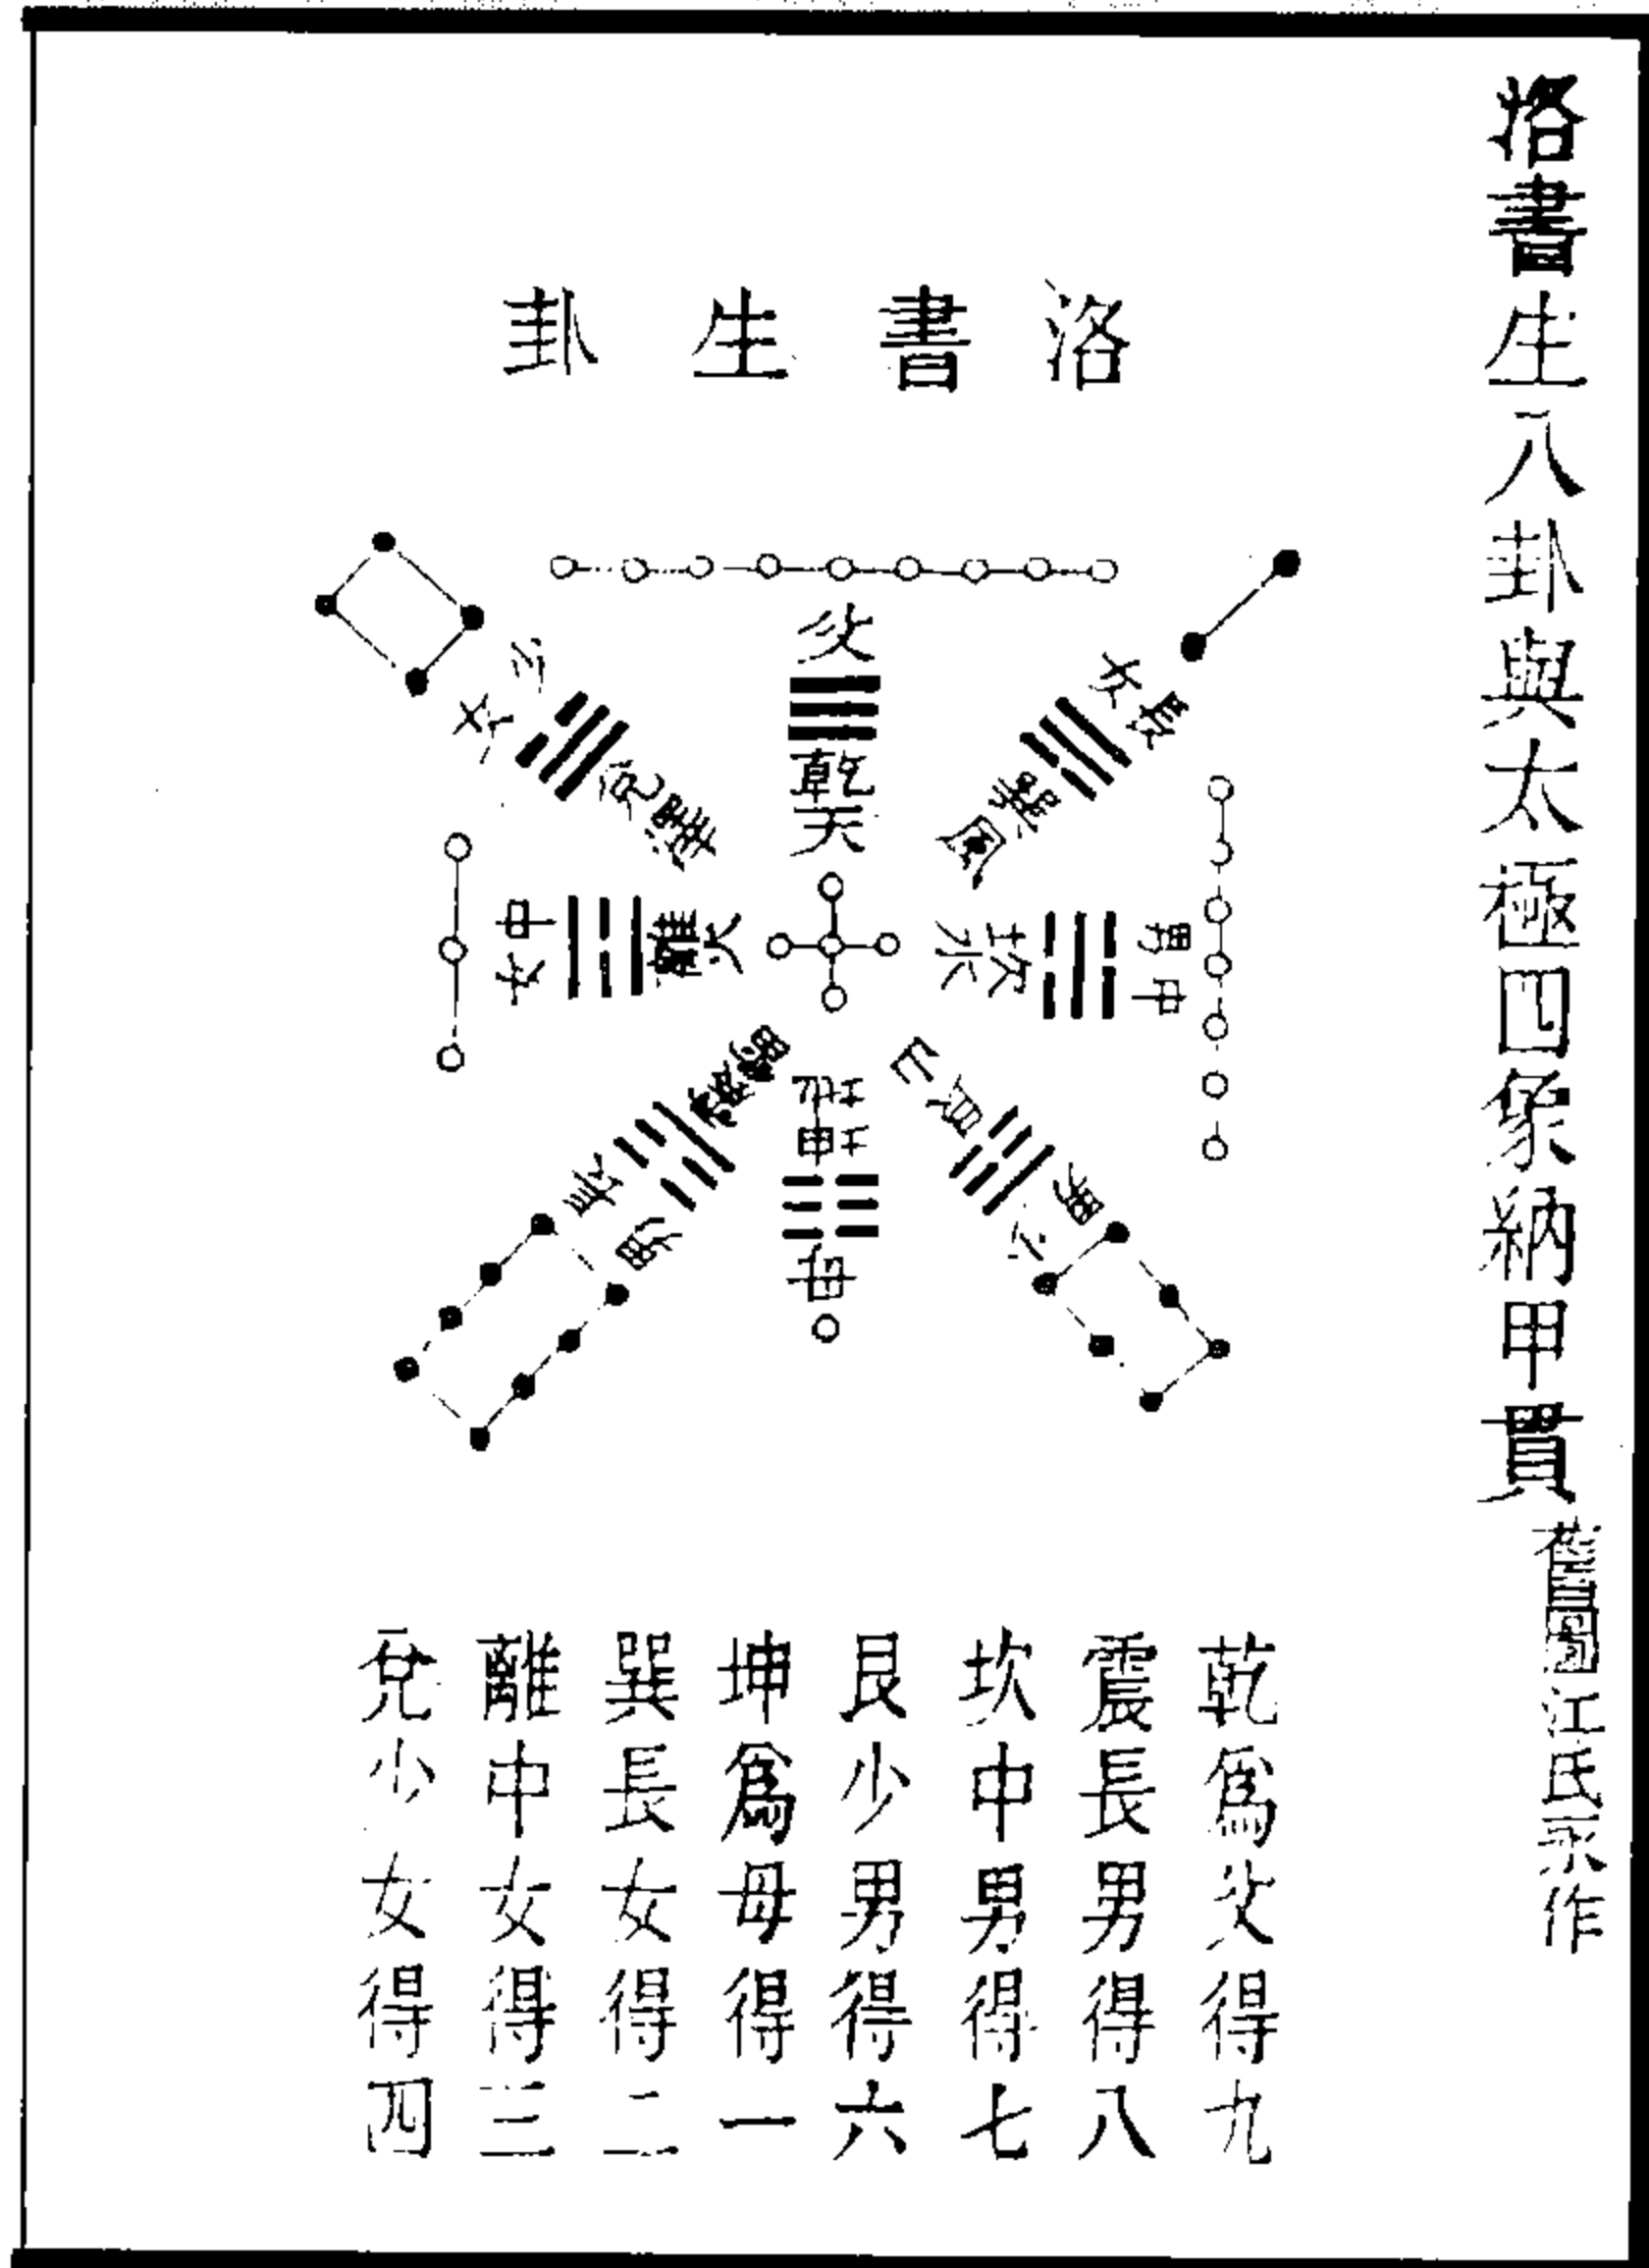 洛書生八卦與太極四象納甲貫舊圖江氏永作
洛書生卦
父
乾天
長女
巽風
少女
兌澤
中女
離火
坎水
中男
艮山
少男
長男
母
乾為父得九
震長男得八
坎中男得七
艮少男得六
坤為母得一
巽長女得二
離中女得三
兌少女得四